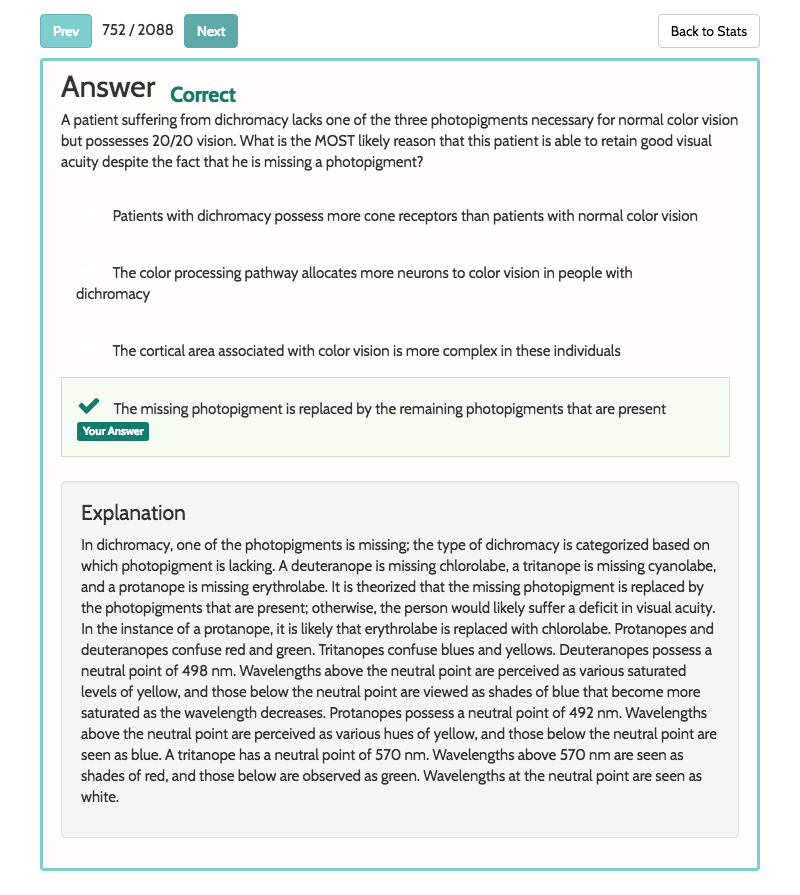 Prev 752 / 2088 Next Back to Stats
Answer Correct
A patient suffering from dichromacy lacks one of the three photopigments necessary for normal color vision
but possesses 20/20 vision. What is the MOST likely reason that this patient is able to retain good visual
acuity despite the fact that he is missing a photopigment?
Patients with dichromacy possess more cone receptors than patients with normal color vision
The color processing pathway allocates more neurons to color vision in people with
dichromacy
The cortical area associated with color vision is more complex in these individuals
The missing photopigment is replaced by the remaining photopigments that are present
Your Answer
Explanation
In dichromacy, one of the photopigments is missing; the type of dichromacy is categorized based on
which photopigment is lacking. A deuteranope is missing chlorolabe, a tritanope is missing cyanolabe,
and a protanope is missing erythrolabe. It is theorized that the missing photopigment is replaced by
the photopigments that are present; otherwise, the person would likely suffer a deficit in visual acuity.
In the instance of a protanope, it is likely that erythrolabe is replaced with chlorolabe. Protanopes and
deuteranopes confuse red and green. Tritanopes confuse blues and yellows. Deuteranopes possess a
neutral point of 498 nm. Wavelengths above the neutral point are perceived as various saturated
levels of yellow, and those below the neutral point are viewed as shades of blue that become more
saturated as the wavelength decreases. Protanopes possess a neutral point of 492 nm. Wavelengths
above the neutral point are perceived as various hues of yellow, and those below the neutral point are
seen as blue. A tritanope has a neutral point of 570 nm. Wavelengths above 570 nm are seen as
shades of red, and those below are observed as green. Wavelengths at the neutral point are seen as
white.